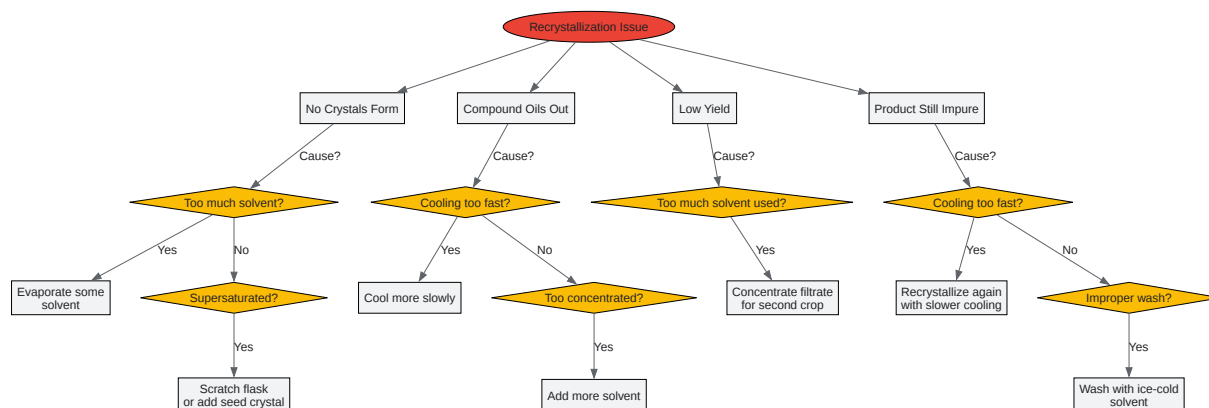 Recrystallization Issue
No Crystals Form
Compound Oils Out
Low Yield
Product Still Impure
Cause?
Cause?
Cause?
Cause?
Too much solvent?
Cooling too fast?
Too much solvent used?
Cooling too fast?
Yes
No
Yes
No
Yes
Yes
No
Evaporate some
solvent
Supersaturated?
Cool more slowly
Too concentrated?
Concentrate filtrate
for second crop
Recrystallize again
with slower cooling
Improper wash?
Yes
Yes
Yes
Scratch flask
or add seed crystal
Add more solvent
Wash with ice-cold
solvent